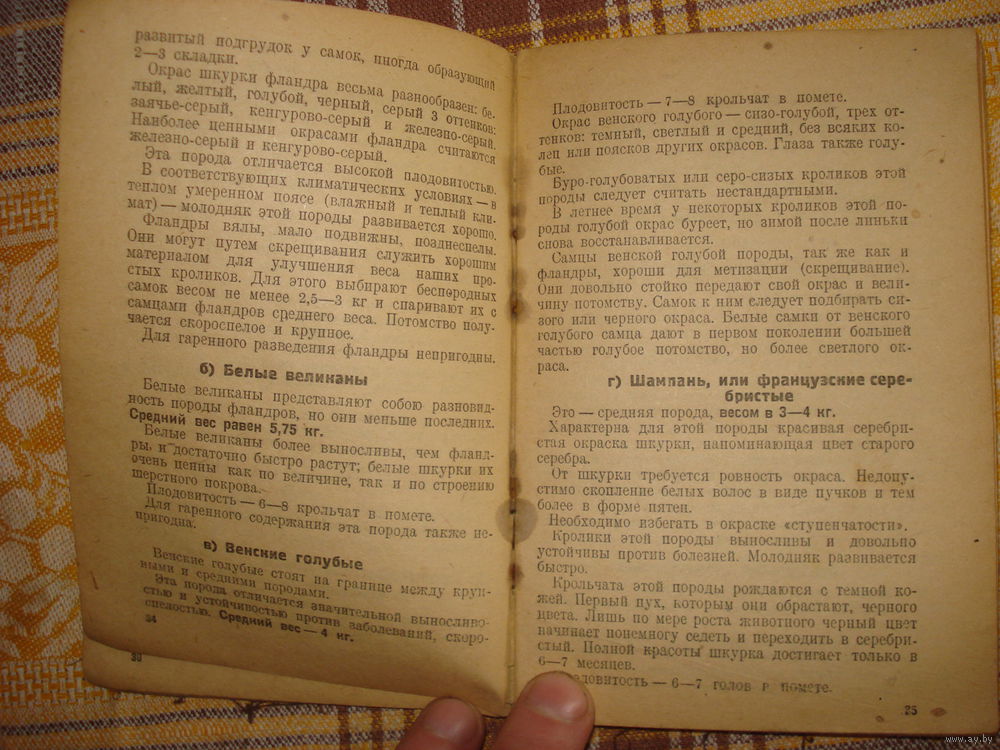 развитый подгрудок у самок, иногда образующий
2—3 складки.
Окрас шкурки фландра весьма разнообразен: бе-
лый, желтый, голубой, черный, серый 3 оттенков:
заячье-серый, кенгурово-серый и железно-серый.
Наиболее ценными окрасами фландра считаются
железно-серый и кенгурово-серый.
Эта порода отличается высокой плодовитостью.
В соответствующих климатических условиях — в
теплом умеренном поясе (влажный и теплый кли-
мат) — молодняк этой породы развивается хорошо.
Фландры вялы, мало подвижны, позднеспелы.
Они могут путем скрещивания служить хорошим
материалом для улучшения веса наших про-
стых кроликов. Для этого выбирают беспородных
самок весом не менее 2,5—3 кг и спаривают их с
самцами фландров среднего веса. Потомство полу-
чается скороспелое и крупное.
Для гаренного разведения фландры непригодны.
б) Белые великаны
Белые великаны представляют собою разновид-
ность породы фландров, но они меньше последних.
Средний вес равен 5,75 кг.
Белые великаны более выносливы, чем фланд-
ры, и достаточно быстро растут; белые шкурки их
очень ценны как по величине, так и по строению
шерстного покрова.
Плодовитость — 6—8 крольчат в помете.
Для гаренного содержания эта порода также не-
пригодна.
в) Венские голубые
Венские голубые стоят на границе между круп-
ными и средними породами.
Эта порода отличается значительной выносливо-
стью и устойчивостью против заболеваний, скоро-
спелостью. Средний вес — 4 кг.
34
30
Плодовитость — 7—8 крольчат в помете.
Окрас венского голубого — сизо-голубой, трех от-
тенков: темный, светлый и средний, без всяких ко-
лец или поясков других окрасов. Глаза также голу-
бые.
Буро-голубоватых или серо-сизых кроликов этой
породы следует считать нестандартными.
В летнее время у некоторых кроликов этой по-
роды голубой окрас буреет, но зимой после линьки
снова восстанавливается.
Самцы венской голубой породы, так же как и
фландры, хороши для метизации (скрещивание).
Они довольно стойко передают свой окрас и вели-
чину потомству. Самок к ним следует подбирать си-
зого или черного окраса. Белые самки от венского
голубого самца дают в первом поколении большей
частью голубое потомство, но более светлого ок-
раса.
г) Шампань, или французские сере-
бристые
Это — средняя порода, весом в 3—4 кг.
Характерна для этой породы красивая серебри-
стая окраска шкурки, напоминающая цвет старого
серебра.
От шкурки требуется ровность окраса. Недопу-
стимо скопление белых волос в виде пучков и тем
более в форме пятен.
Необходимо избегать в окраске «ступенчатости».
Кролики этой породы выносливы и довольно
устойчивы против болезней. Молодняк развивается
быстро.
Крольчата этой породы рождаются с темной ко-
жей. Первый пух, которым они обрастают, черного
цвета. Лишь по мере роста животного черный цвет
начинает понемногу седеть и переходить в серебри-
стый. Полной красоты шкурка достигает только в
6—7 месяцев.
довитость — 6—7 голов в помете.
25
www.ay.by